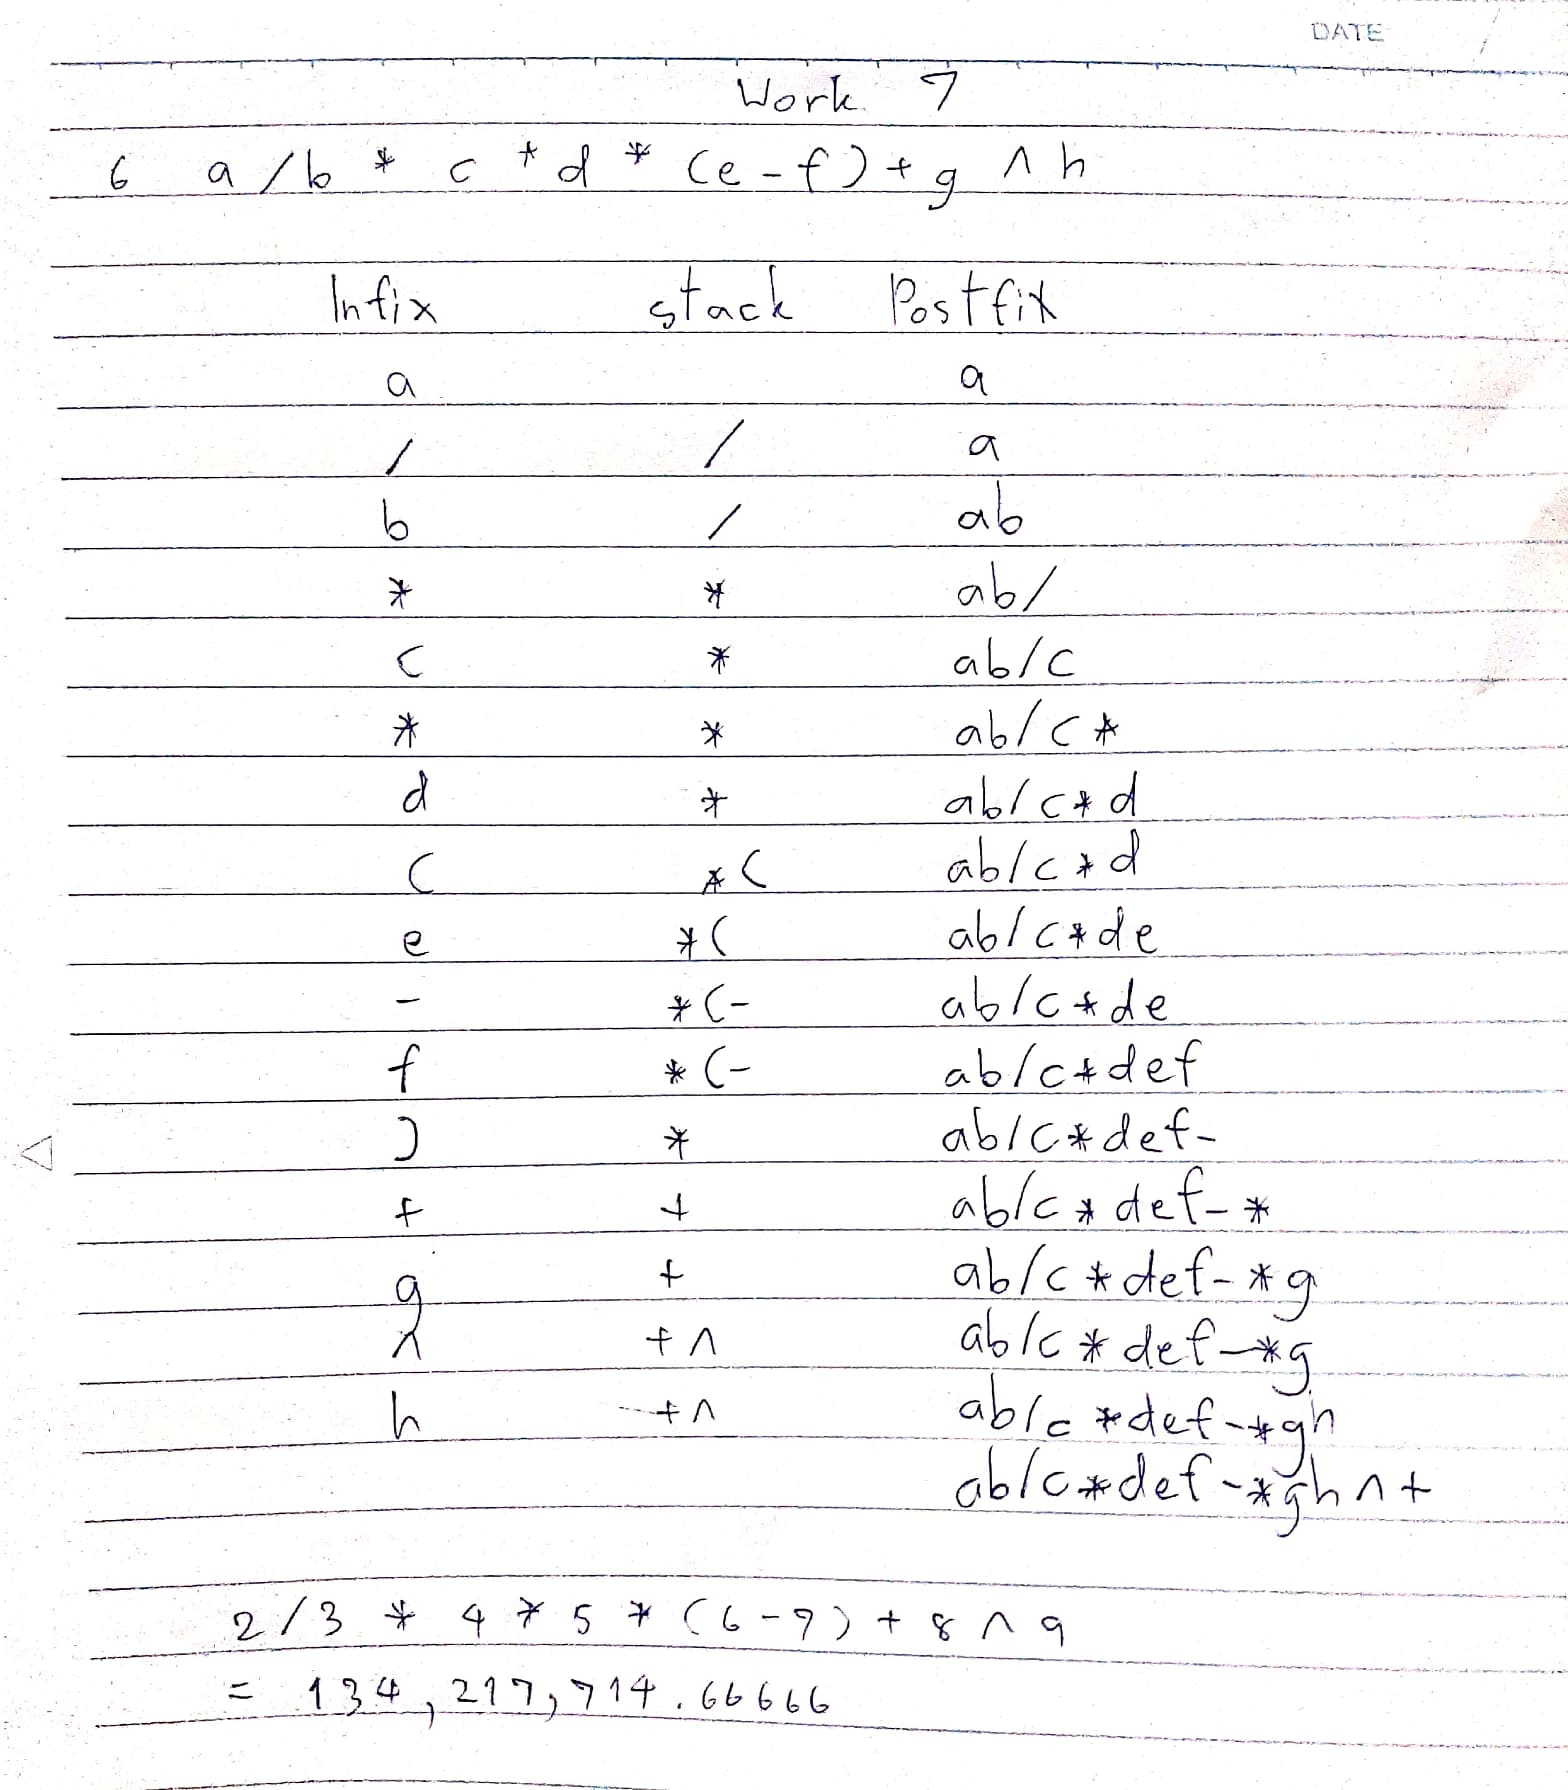 DATE
Work 7
6 a / b * c * d * (e - f) + g ^ h
Infix stack Postfix
a a
/ / a
b / ab
* * ab/
c * ab/c
* * ab/c*
d * ab/c*d
( *( ab/c*d
e *( ab/c*de
- *(- ab/c*de
f *(- ab/c*def
) * ab/c*def-
+ + ab/c*def-*
g + ab/c*def-*g
^ +^ ab/c*def-*g
h +^ ab/c*def-*gh
ab/c*def-*gh^+
2/3 * 4 * 5 * (6-7) + 8 ^ 9
= 134,217,714.66666